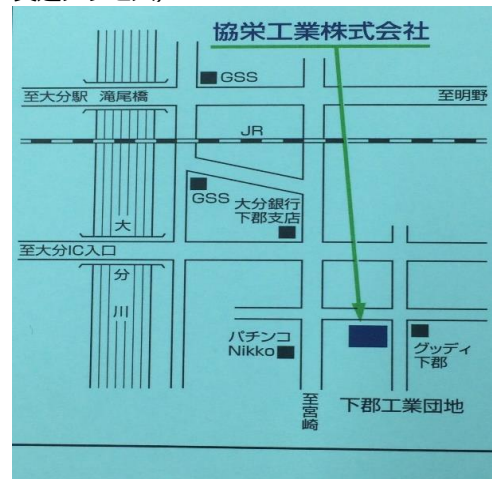 協栄工業株式会社
GSS
至大分駅 滝尾橋
至明野
JR
GSS
大分銀行
下郡支店
大
至大分IC入口
分
川
パチンコ
Nikko
グッディ
下郡
至宮崎
下郡工業団地